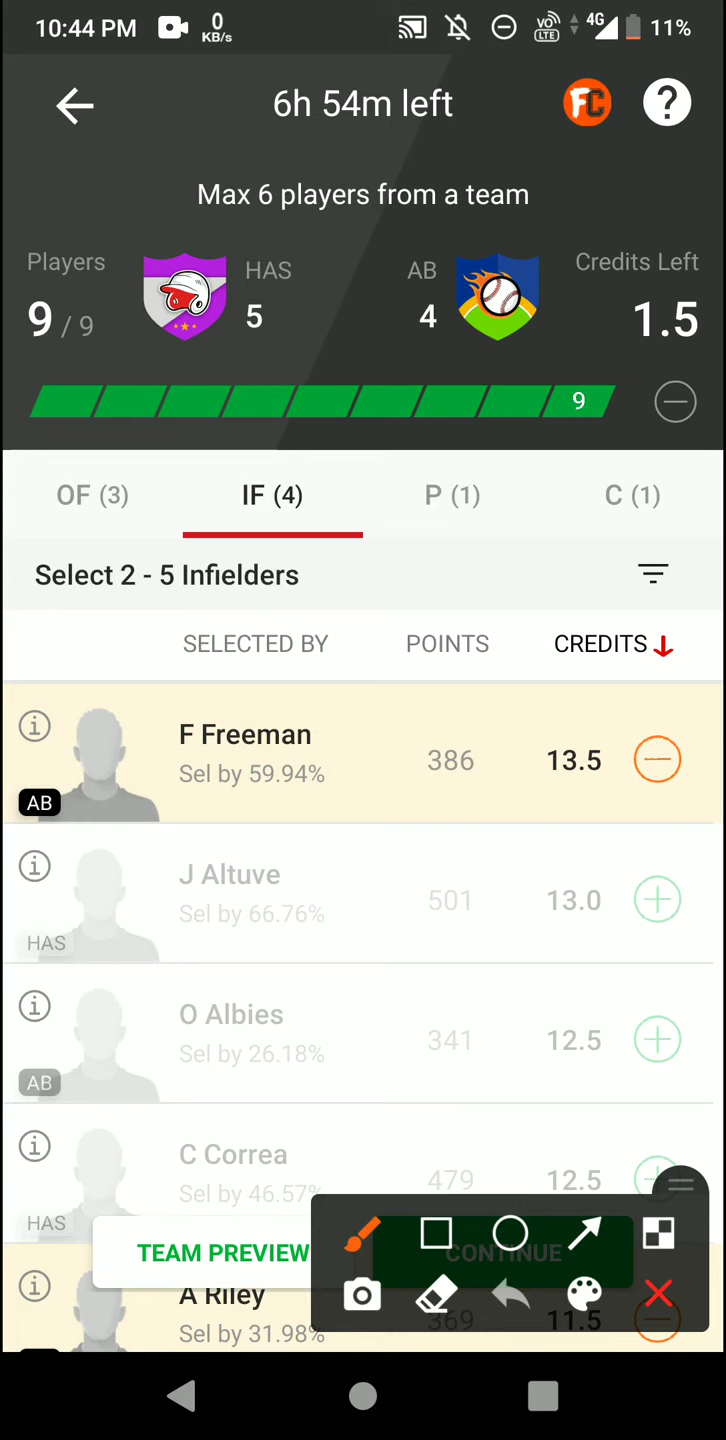 10:44 PM 0 KB/s VO LTE 4G 11%
6h 54m left FC ?
Max 6 players from a team
Players HAS AB Credits Left
9 / 9 5 4 1.5
9
OF (3) IF (4) P (1) C (1)
Select 2 - 5 Infielders
SELECTED BY POINTS CREDITS
F Freeman
Sel by 59.94% 386 13.5
AB
J Altuve
Sel by 66.76% 501 13.0
HAS
O Albies
Sel by 26.18% 341 12.5
AB
C Correa
Sel by 46.57% 479 12.5
HAS
TEAM PREVIEW CONTINUE
A Riley
Sel by 31.98% 369 11.5